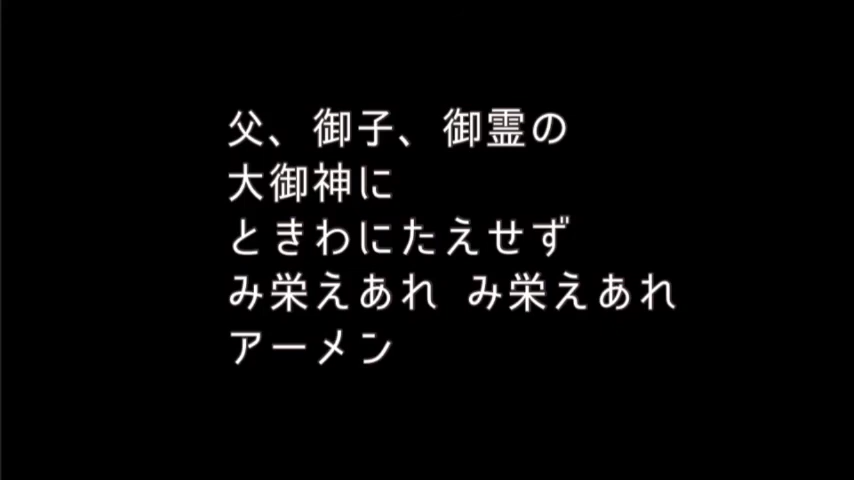 父、御子、御霊の
大御神に
ときわにたえせず
み栄えあれ み栄えあれ
アーメン